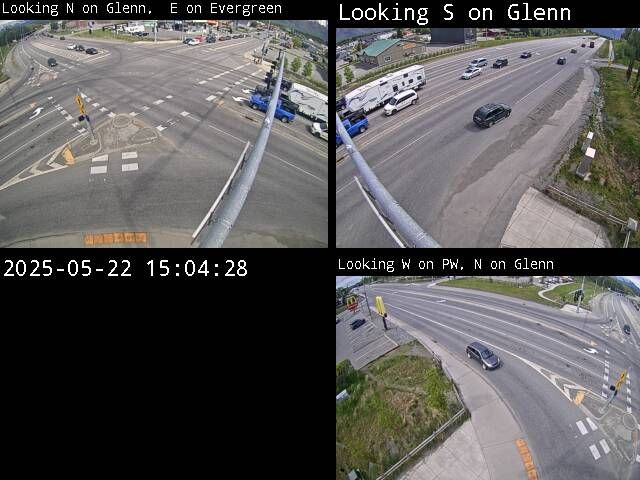 Looking N on Glenn,  E on Evergreen
Looking S on Glenn
2025-05-22 15:04:28
Looking W on PW, N on Glenn